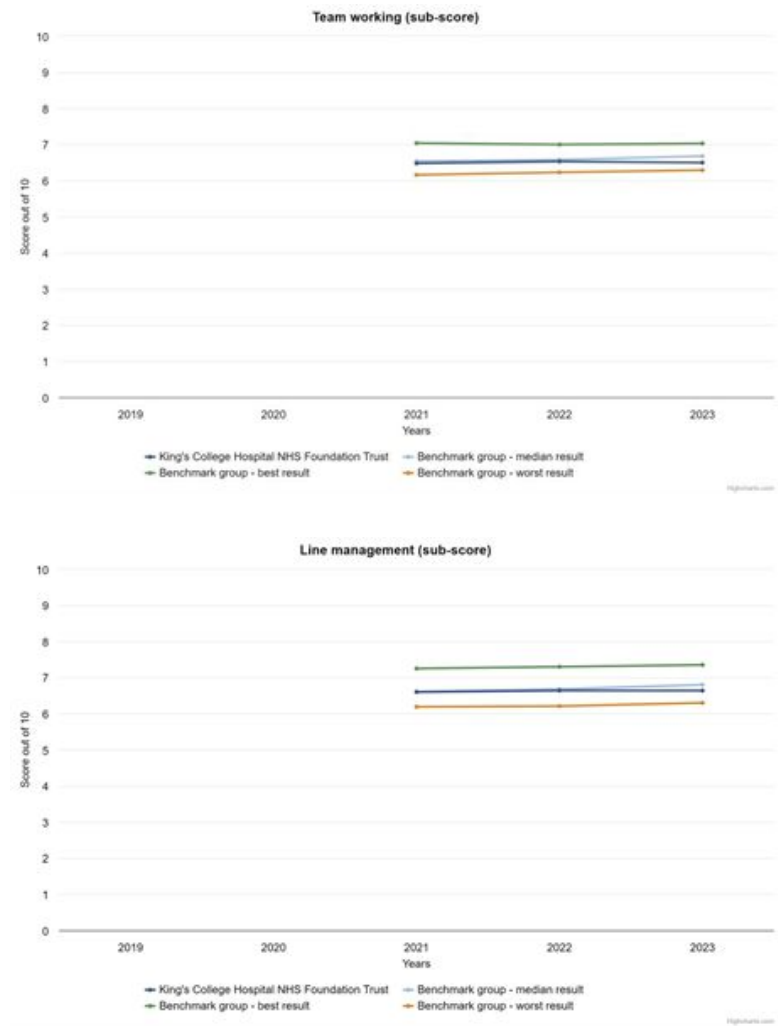 Team working (sub-score)
10
9
8
7
6
5
4
3
2
1
0
Score out of 10
2019 2020 2021 2022 2023
Years
King's College Hospital NHS Foundation Trust Benchmark group - median result
Benchmark group - best result Benchmark group - worst result
Highcharts.com
Line management (sub-score)
10
9
8
7
6
5
4
3
2
1
0
Score out of 10
2019 2020 2021 2022 2023
Years
King's College Hospital NHS Foundation Trust Benchmark group - median result
Benchmark group - best result Benchmark group - worst result
Highcharts.com